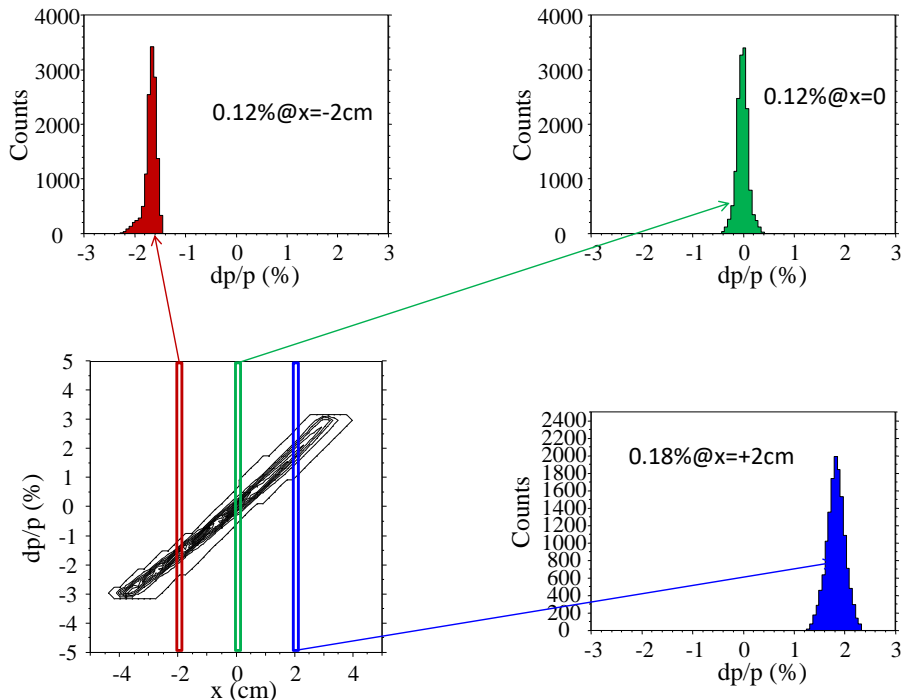 4000
3000
2000
1000
0
Counts
0.12%@x=-2cm
-3 -2 -1 0 1 2 3
dp/p (%)
4000
3000
2000
1000
0
Counts
0.12%@x=0
-3 -2 -1 0 1 2 3
dp/p (%)
5
4
3
2
1
0
-1
-2
-3
-4
-5
dp/p (%)
-4 -2 0 2 4
x (cm)
2400
2200
2000
1800
1600
1400
1200
1000
800
600
400
200
0
Counts
0.18%@x=+2cm
-3 -2 -1 0 1 2 3
dp/p (%)